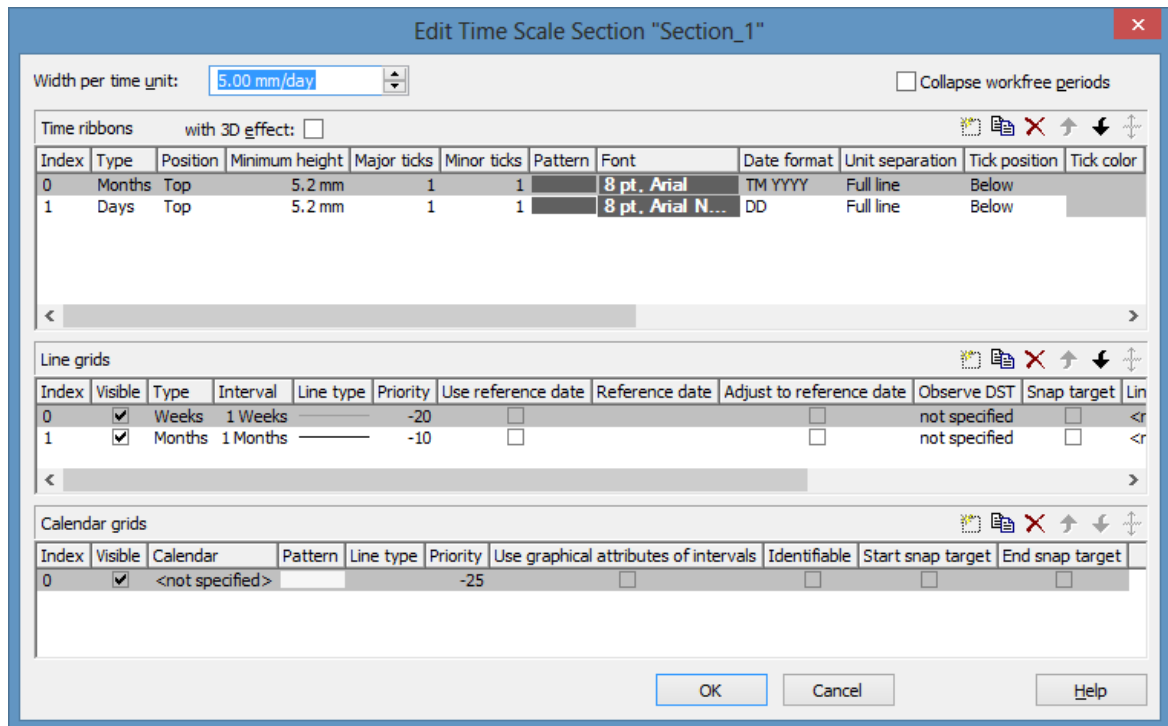 Edit Time Scale Section "Section_1"
Width per time unit: 5.00 mm/day Collapse workfree periods
Time ribbons with 3D effect:
Index Type Position Minimum height Major ticks Minor ticks Pattern Font Date format Unit separation Tick position Tick color
0 Months Top 5.2 mm 1 1 8 pt, Arial TM YYYY Full line Below
1 Days Top 5.2 mm 1 1 8 pt, Arial N... DD Full line Below
Line grids
Index Visible Type Interval Line type Priority Use reference date Reference date Adjust to reference date Observe DST Snap target Lin
0 Weeks 1 Weeks -20 not specified <r
1 Months 1 Months -10 not specified <r
Calendar grids
Index Visible Calendar Pattern Line type Priority Use graphical attributes of intervals Identifiable Start snap target End snap target
0 <not specified> -25
OK Cancel Help